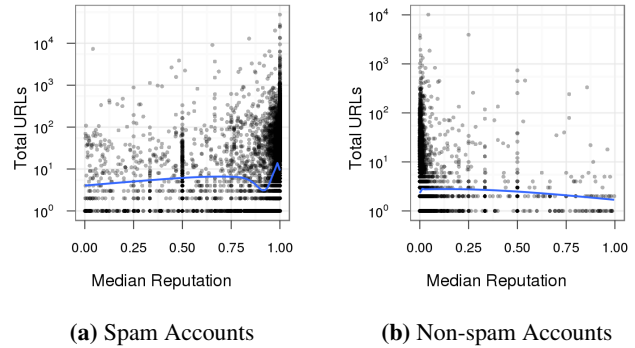 Total URLs
10^4
10^3
10^2
10^1
10^0
0.00 0.25 0.50 0.75 1.00
Median Reputation
(a) Spam Accounts
Total URLs
10^4
10^3
10^2
10^1
10^0
0.00 0.25 0.50 0.75 1.00
Median Reputation
(b) Non-spam Accounts